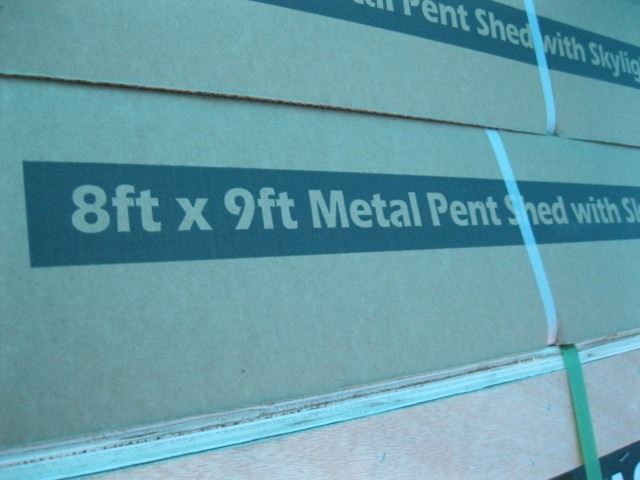 Pent Shed with
8ft x 9ft Metal Pent Shed with